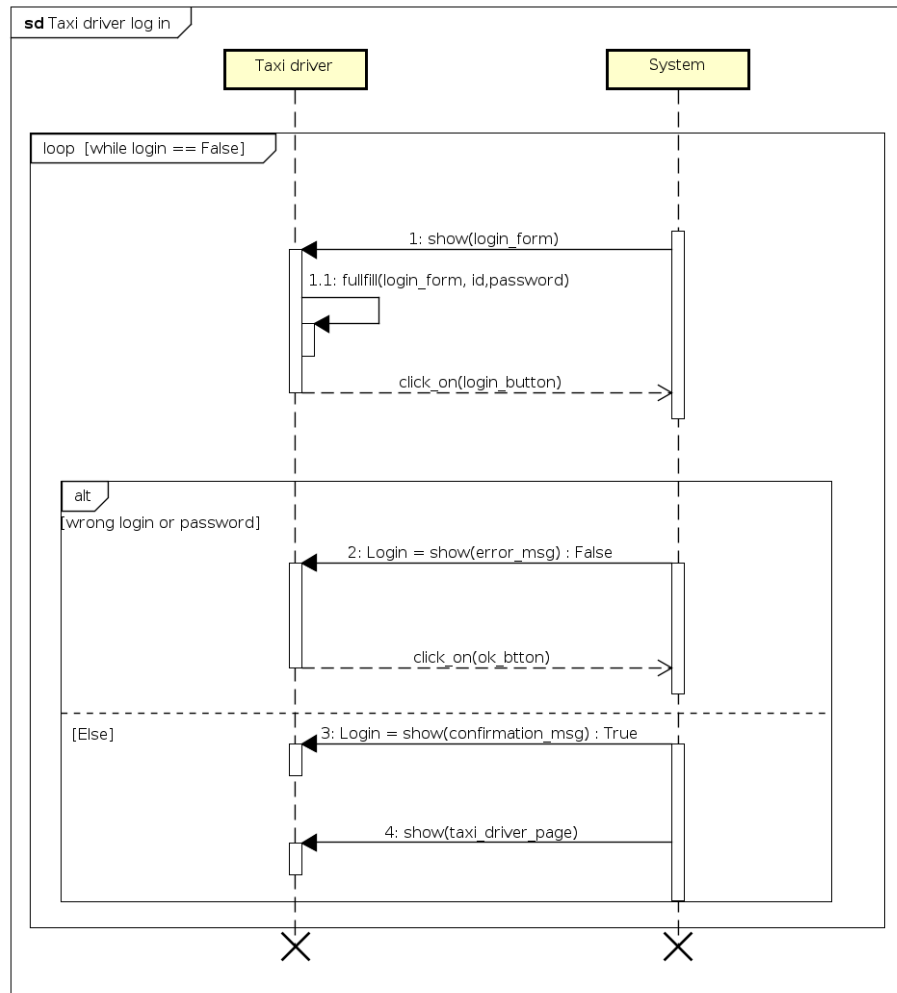 sd Taxi driver log in
Taxi driver
System
loop [while login == False]
1: show(login_form)
1.1: fullfill(login_form, id,password)
click_on(login_button)
alt
[wrong login or password]
2: Login = show(error_msg) : False
click_on(ok_btton)
[Else]
3: Login = show(confirmation_msg) : True
4: show(taxi_driver_page)